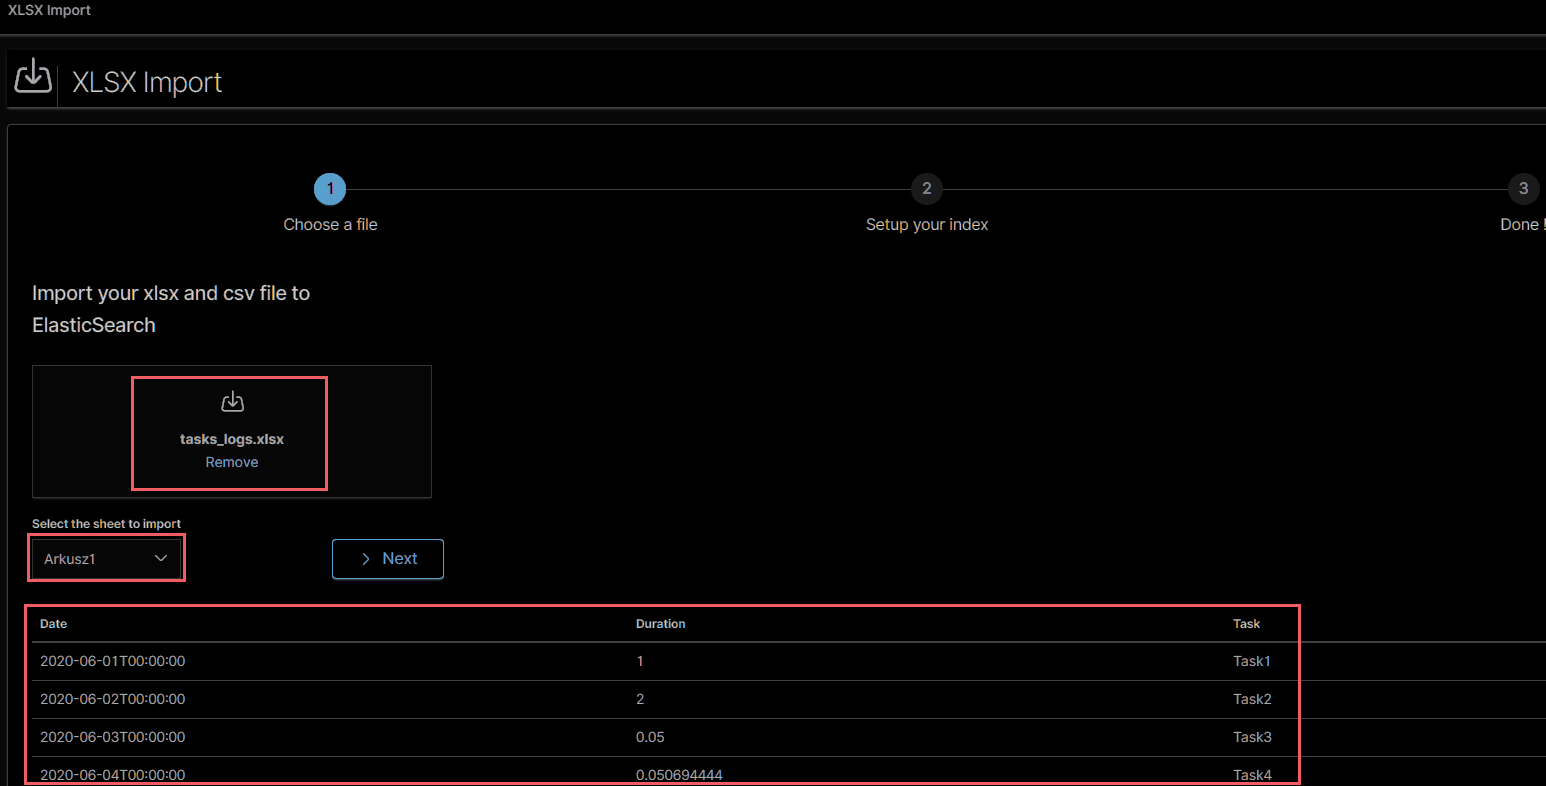 XLSX Import
XLSX Import
1
2
3
Choose a file
Setup your index
Done !
Import your xlsx and csv file to
ElasticSearch
tasks_logs.xlsx
Remove
Select the sheet to import
Arkusz1
Next
Date Duration Task
2020-06-01T00:00:00 1 Task1
2020-06-02T00:00:00 2 Task2
2020-06-03T00:00:00 0.05 Task3
2020-06-04T00:00:00 0.050694444 Task4